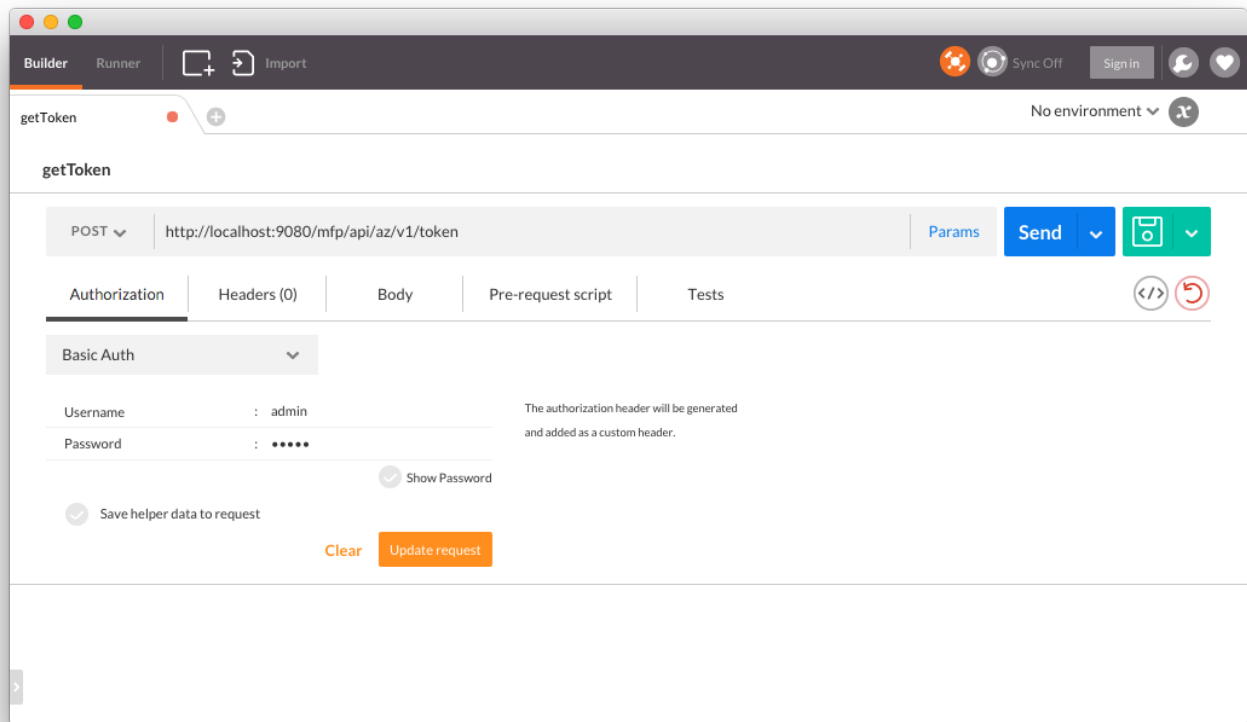 Builder Runner Import Sync Off Sign in
getToken No environment x
getToken
POST http://localhost:9080/mfp/api/az/v1/token Params Send
Authorization Headers (0) Body Pre-request script Tests </>
Basic Auth
Username : admin The authorization header will be generated
Password : ••••• and added as a custom header.
Show Password
Save helper data to request
Clear Update request